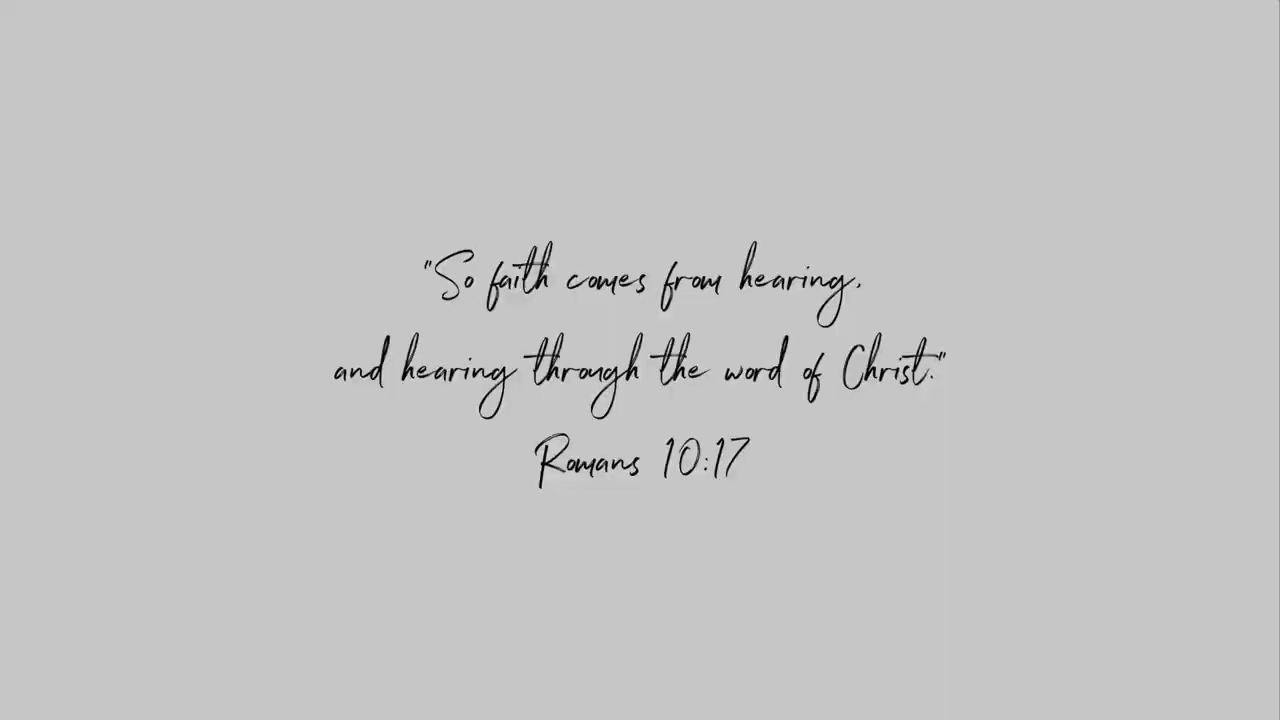 "So faith comes from hearing,
and hearing through the word of Christ."
Romans 10:17